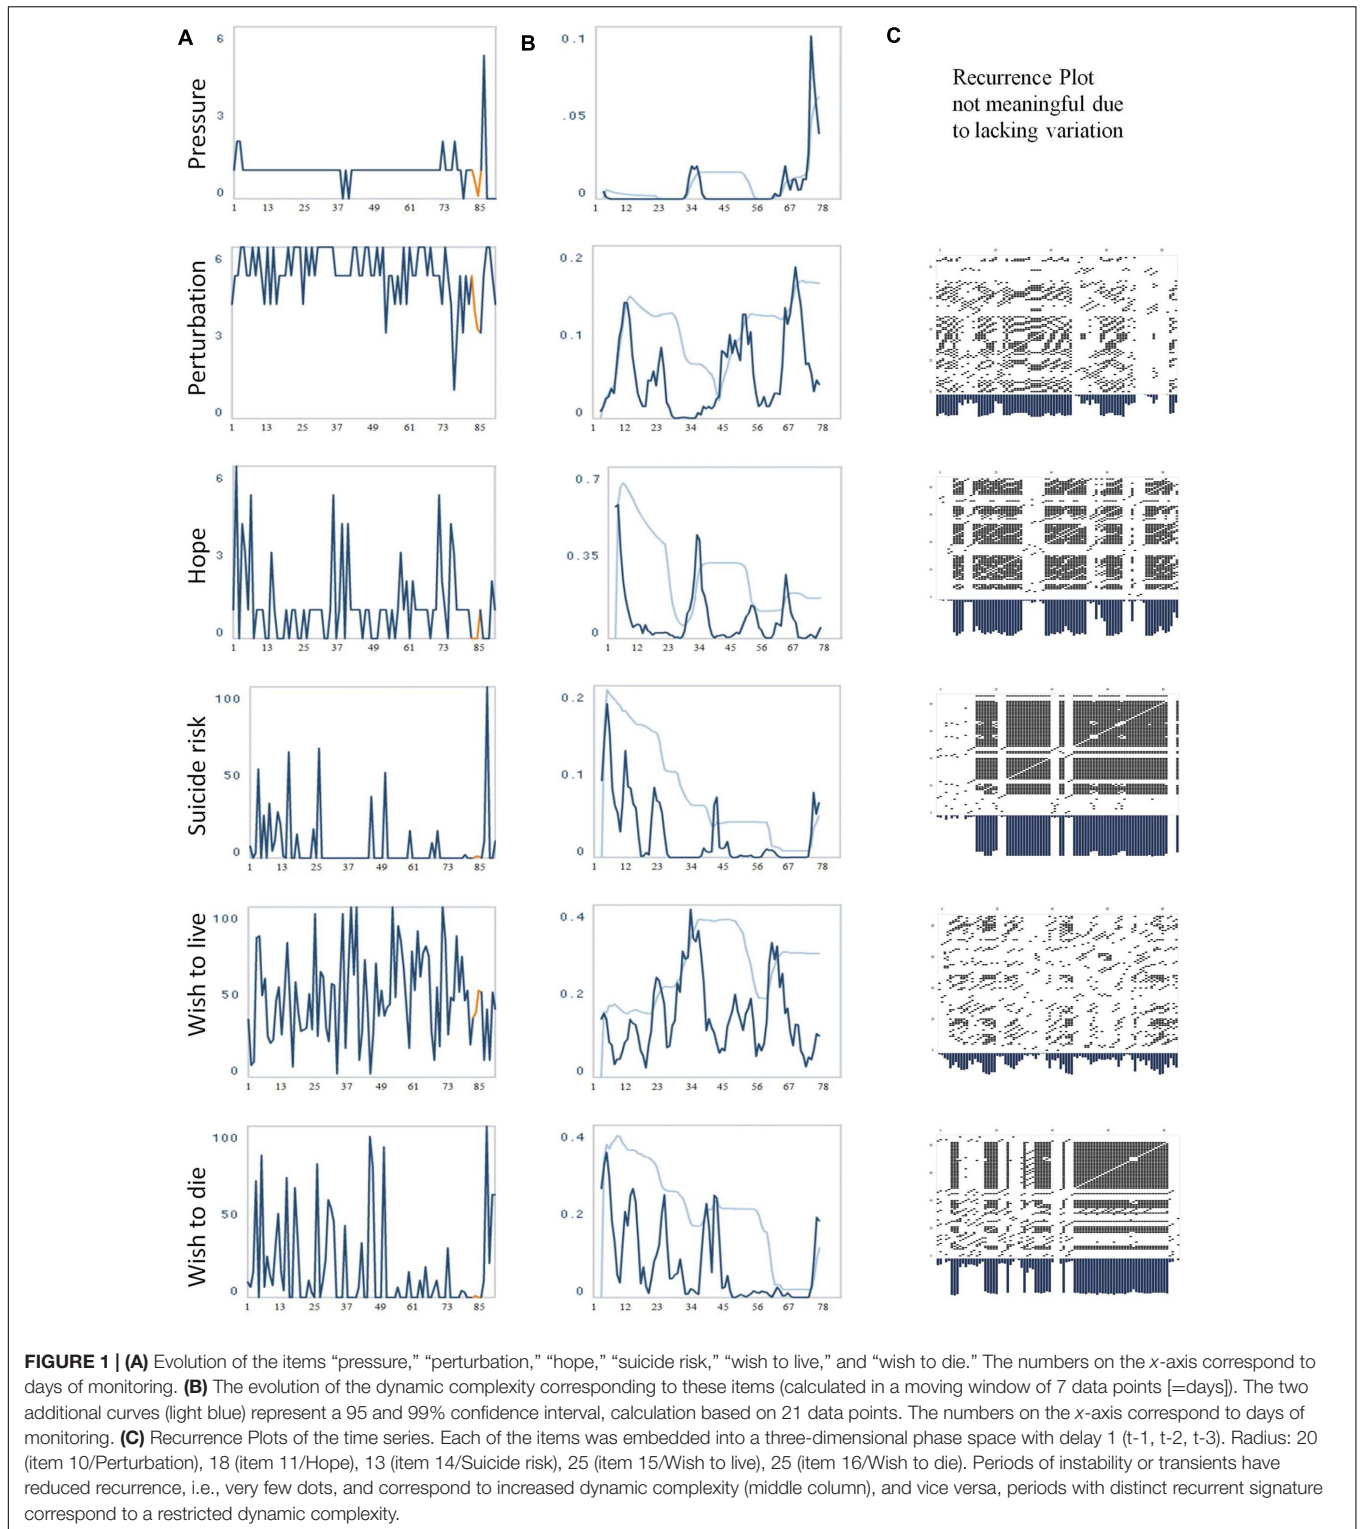 A
B
C
Pressure
6
3
0
1 13 25 37 49 61 73 85
0.1
.05
0
1 12 23 34 45 56 67 78
Recurrence Plot
not meaningful due
to lacking variation
Perturbation
6
3
0
1 13 25 37 49 61 73 85
0.2
0.1
0
1 12 23 34 45 56 67 78
Hope
6
3
0
1 13 25 37 49 61 73 85
0.7
0.35
0
1 12 23 34 45 56 67 78
Suicide risk
100
50
0
1 13 25 37 49 61 73 85
0.2
0.1
0
1 12 23 34 45 56 67 78
Wish to live
100
50
0
1 13 25 37 49 61 73 85
0.4
0.2
0
1 12 23 34 45 56 67 78
Wish to die
100
50
0
1 13 25 37 49 61 73 85
0.4
0.2
0
1 12 23 34 45 56 67 78
FIGURE 1 | (A) Evolution of the items “pressure,” “perturbation,” “hope,” “suicide risk,” “wish to live,” and “wish to die.” The numbers on the x-axis correspond to
days of monitoring. (B) The evolution of the dynamic complexity corresponding to these items (calculated in a moving window of 7 data points [=days]). The two
additional curves (light blue) represent a 95 and 99% confidence interval, calculation based on 21 data points. The numbers on the x-axis correspond to days of
monitoring. (C) Recurrence Plots of the time series. Each of the items was embedded into a three-dimensional phase space with delay 1 (t-1, t-2, t-3). Radius: 20
(item 10/Perturbation), 18 (item 11/Hope), 13 (item 14/Suicide risk), 25 (item 15/Wish to live), 25 (item 16/Wish to die). Periods of instability or transients have
reduced recurrence, i.e., very few dots, and correspond to increased dynamic complexity (middle column), and vice versa, periods with distinct recurrent signature
correspond to a restricted dynamic complexity.